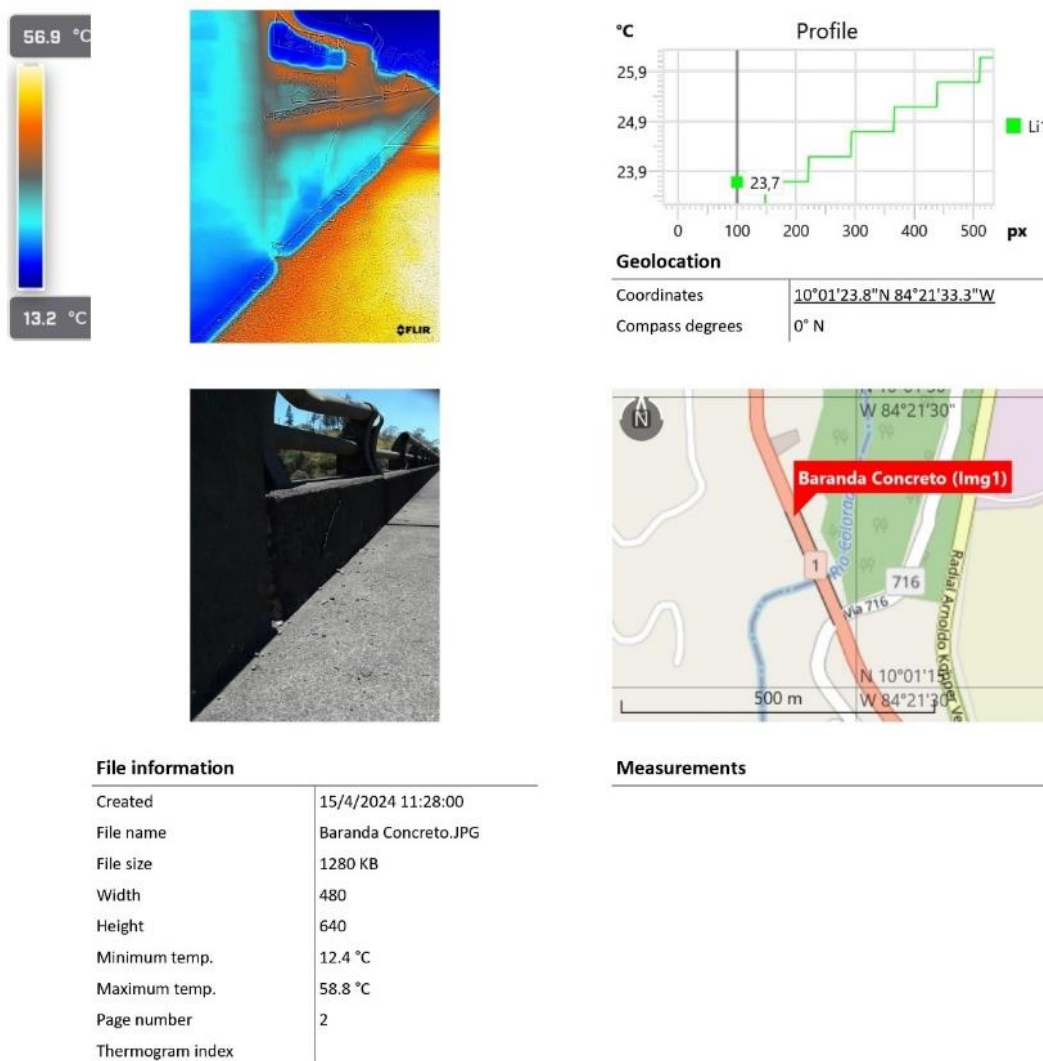 56.9 °C
13.2 °C
FLIR
°C
Profile
25,9
24,9
23,9
23,7
0 100 200 300 400 500 px
Geolocation
Coordinates 10°01'23.8"N 84°21'33.3"W
Compass degrees 0° N
N
W 84°21'30"
Baranda Concreto (Img1)
Río Colorado
1
716
Vía 716
N 10°01'15"
W 84°21'30"
500 m
File information
Created 15/4/2024 11:28:00
File name Baranda Concreto.JPG
File size 1280 KB
Width 480
Height 640
Minimum temp. 12.4 °C
Maximum temp. 58.8 °C
Page number 2
Thermogram index
Measurements